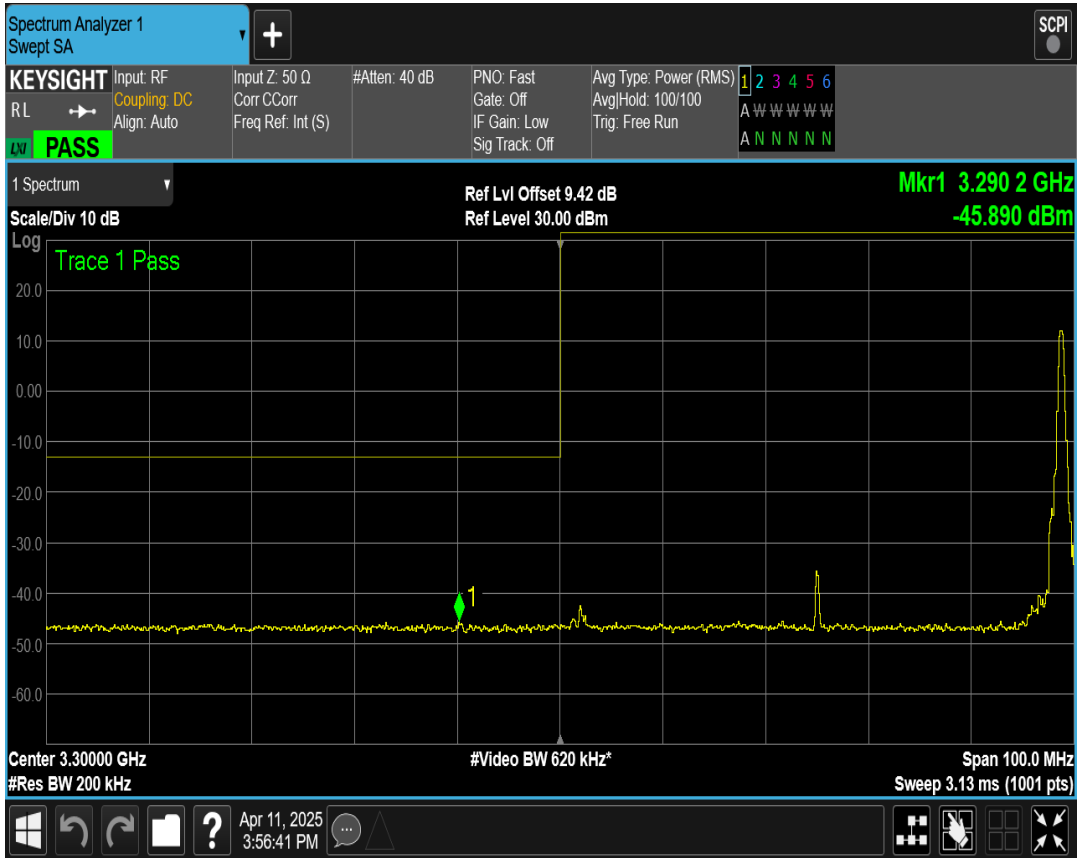 Spectrum Analyzer 1
Swept SA
+
SCPI
KEYSIGHT
R L
LXI PASS
Input: RF
Coupling: DC
Align: Auto
Input Z: 50 Ω
Corr CCorr
Freq Ref: Int (S)
#Atten: 40 dB
PNO: Fast
Gate: Off
IF Gain: Low
Sig Track: Off
Avg Type: Power (RMS)
Avg|Hold: 100/100
Trig: Free Run
1 2 3 4 5 6
A W W W W W
A N N N N N
1 Spectrum
Scale/Div 10 dB
Ref Lvl Offset 9.42 dB
Ref Level 30.00 dBm
Mkr1 3.290 2 GHz
-45.890 dBm
Log
Trace 1 Pass
20.0
10.0
0.00
-10.0
-20.0
-30.0
-40.0
1
-50.0
-60.0
Center 3.30000 GHz
#Res BW 200 kHz
#Video BW 620 kHz*
Span 100.0 MHz
Sweep 3.13 ms (1001 pts)
?
Apr 11, 2025
3:56:41 PM